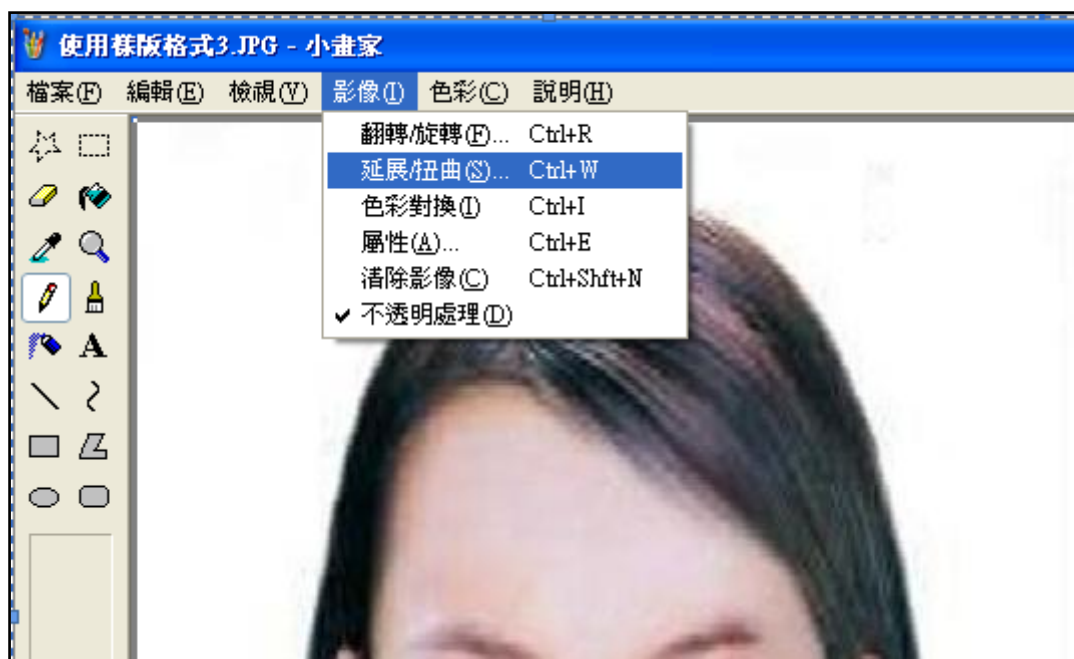 使用樣版格式3.JPG - 小畫家
檔案(F) 編輯(E) 檢視(V) 影像(I) 色彩(C) 說明(H)
翻轉/旋轉(F)... Ctrl+R
延展/扭曲(S)... Ctrl+W
色彩對換(I) Ctrl+I
屬性(A)... Ctrl+E
清除影像(C) Ctrl+Shft+N
不透明處理(D)
A